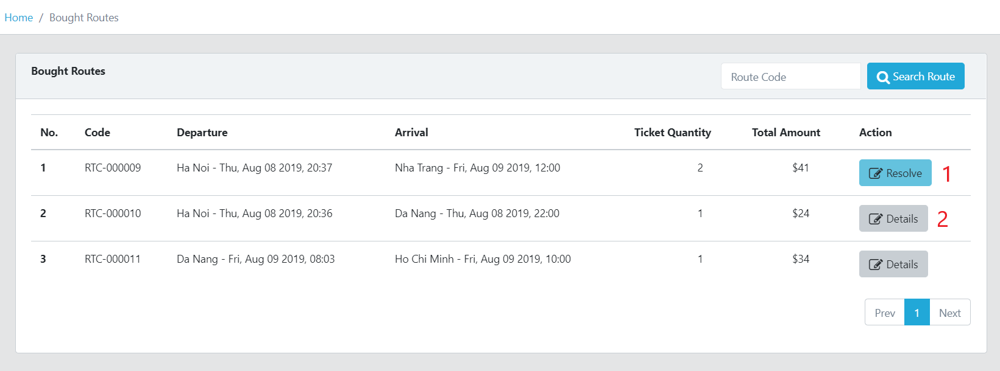 Home / Bought Routes
Bought Routes
Route Code
Search Route
No. Code Departure Arrival Ticket Quantity Total Amount Action
1 RTC-000009 Ha Noi - Thu, Aug 08 2019, 20:37 Nha Trang - Fri, Aug 09 2019, 12:00 2 $41 Resolve 1
2 RTC-000010 Ha Noi - Thu, Aug 08 2019, 20:36 Da Nang - Thu, Aug 08 2019, 22:00 1 $24 Details 2
3 RTC-000011 Da Nang - Fri, Aug 09 2019, 08:03 Ho Chi Minh - Fri, Aug 09 2019, 10:00 1 $34 Details
Prev 1 Next